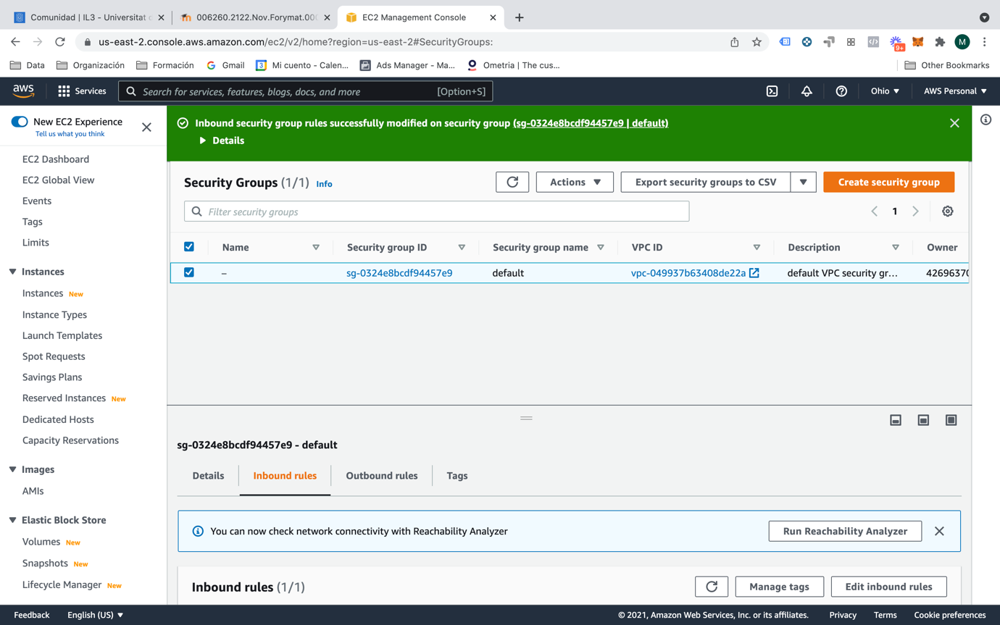 Comunidad | IL3 - Universitat
006260.2122.Nov.Forymat.00
EC2 Management Console
us-east-2.console.aws.amazon.com/ec2/v2/home?region=us-east-2#SecurityGroups:
9+
M
Data
Organización
Formación
Gmail
Mi cuento - Calen...
Ads Manager - Ma...
Ometria | The cus...
Other Bookmarks
aws
Services
Search for services, features, blogs, docs, and more
[Option+S]
Ohio
AWS Personal
New EC2 Experience
Tell us what you think
EC2 Dashboard
EC2 Global View
Events
Tags
Limits
Instances
Instances New
Instance Types
Launch Templates
Spot Requests
Savings Plans
Reserved Instances New
Dedicated Hosts
Capacity Reservations
Images
AMIs
Elastic Block Store
Volumes New
Snapshots New
Lifecycle Manager New
Inbound security group rules successfully modified on security group (sg-0324e8bcdf94457e9 | default)
Details
Security Groups (1/1) Info
Actions
Export security groups to CSV
Create security group
Filter security groups
1
Name
Security group ID
Security group name
VPC ID
Description
Owner
–
sg-0324e8bcdf94457e9
default
vpc-049937b63408de22a
default VPC security gr...
42696370
sg-0324e8bcdf94457e9 - default
Details
Inbound rules
Outbound rules
Tags
You can now check network connectivity with Reachability Analyzer
Run Reachability Analyzer
Inbound rules (1/1)
Manage tags
Edit inbound rules
Feedback
English (US)
© 2021, Amazon Web Services, Inc. or its affiliates.
Privacy
Terms
Cookie preferences